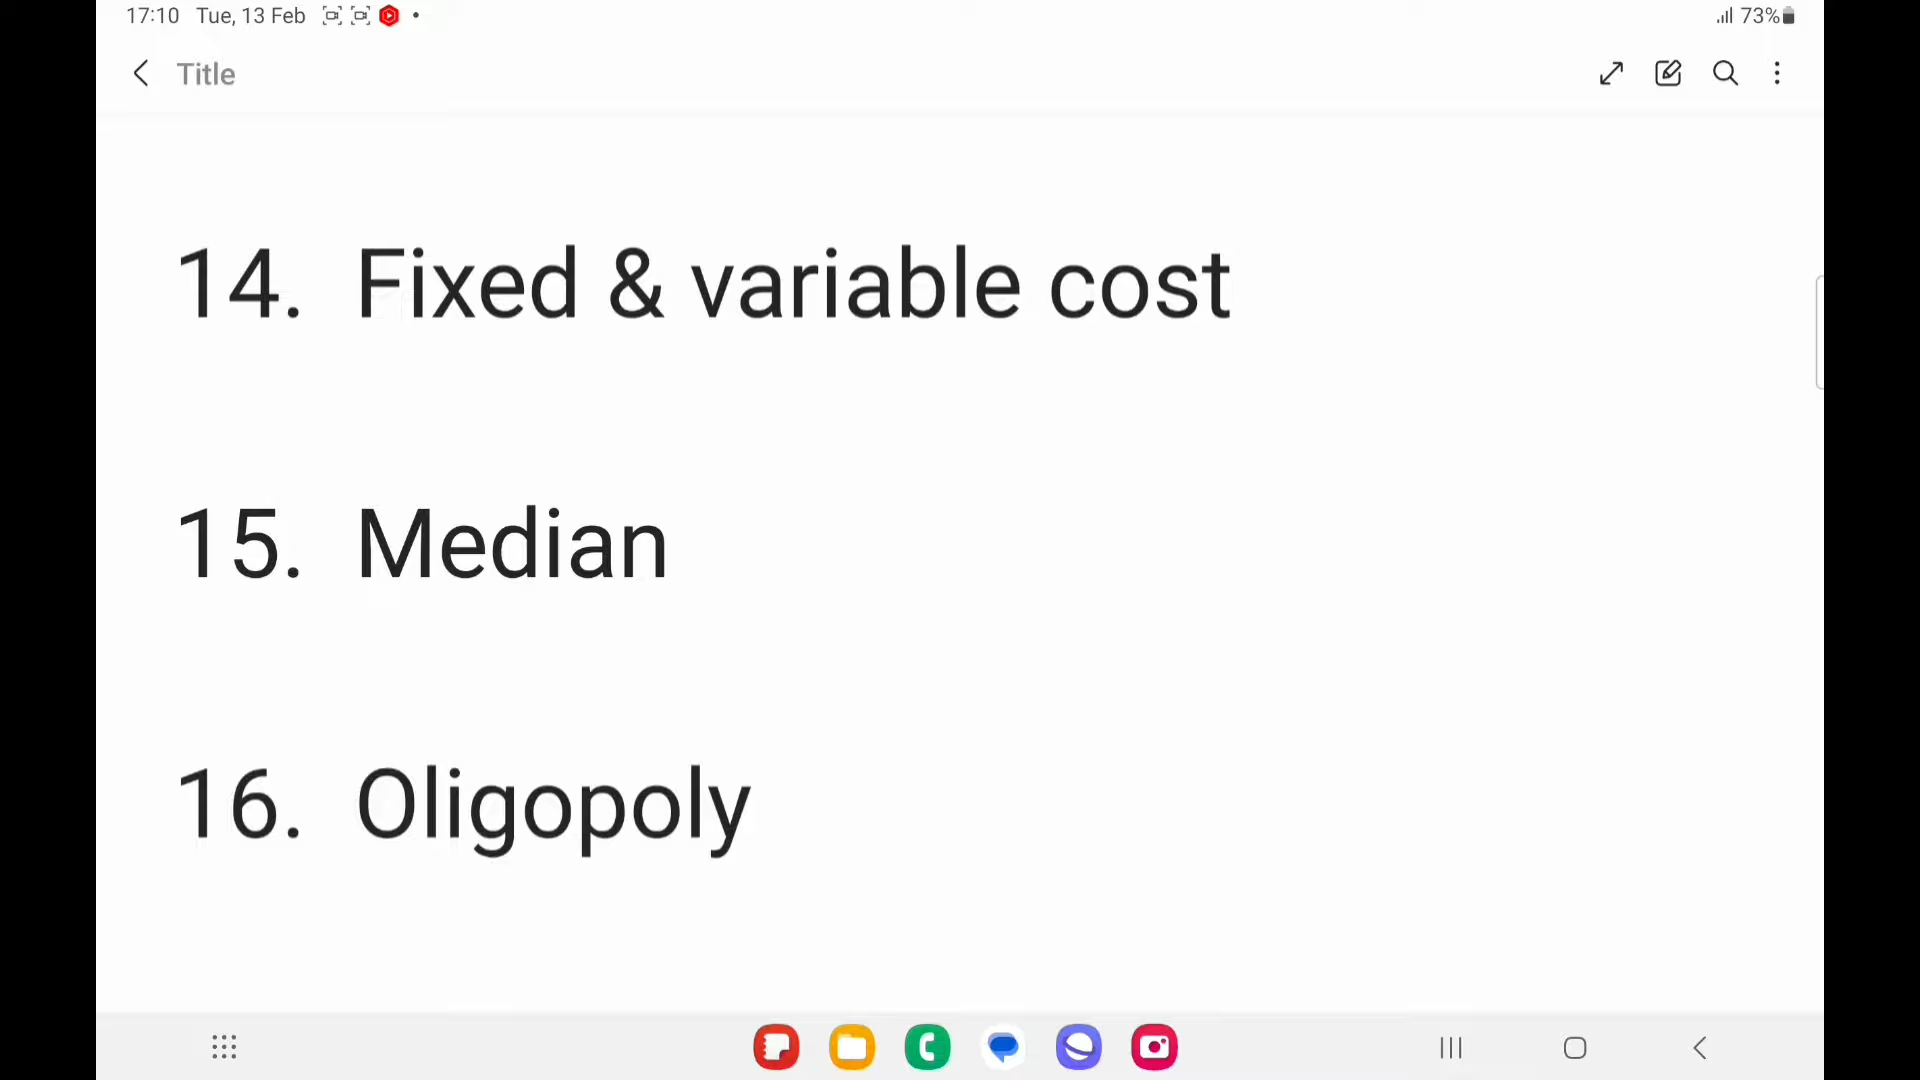 17:10 Tue, 13 Feb
73%
Title
14. Fixed & variable cost
15. Median
16. Oligopoly